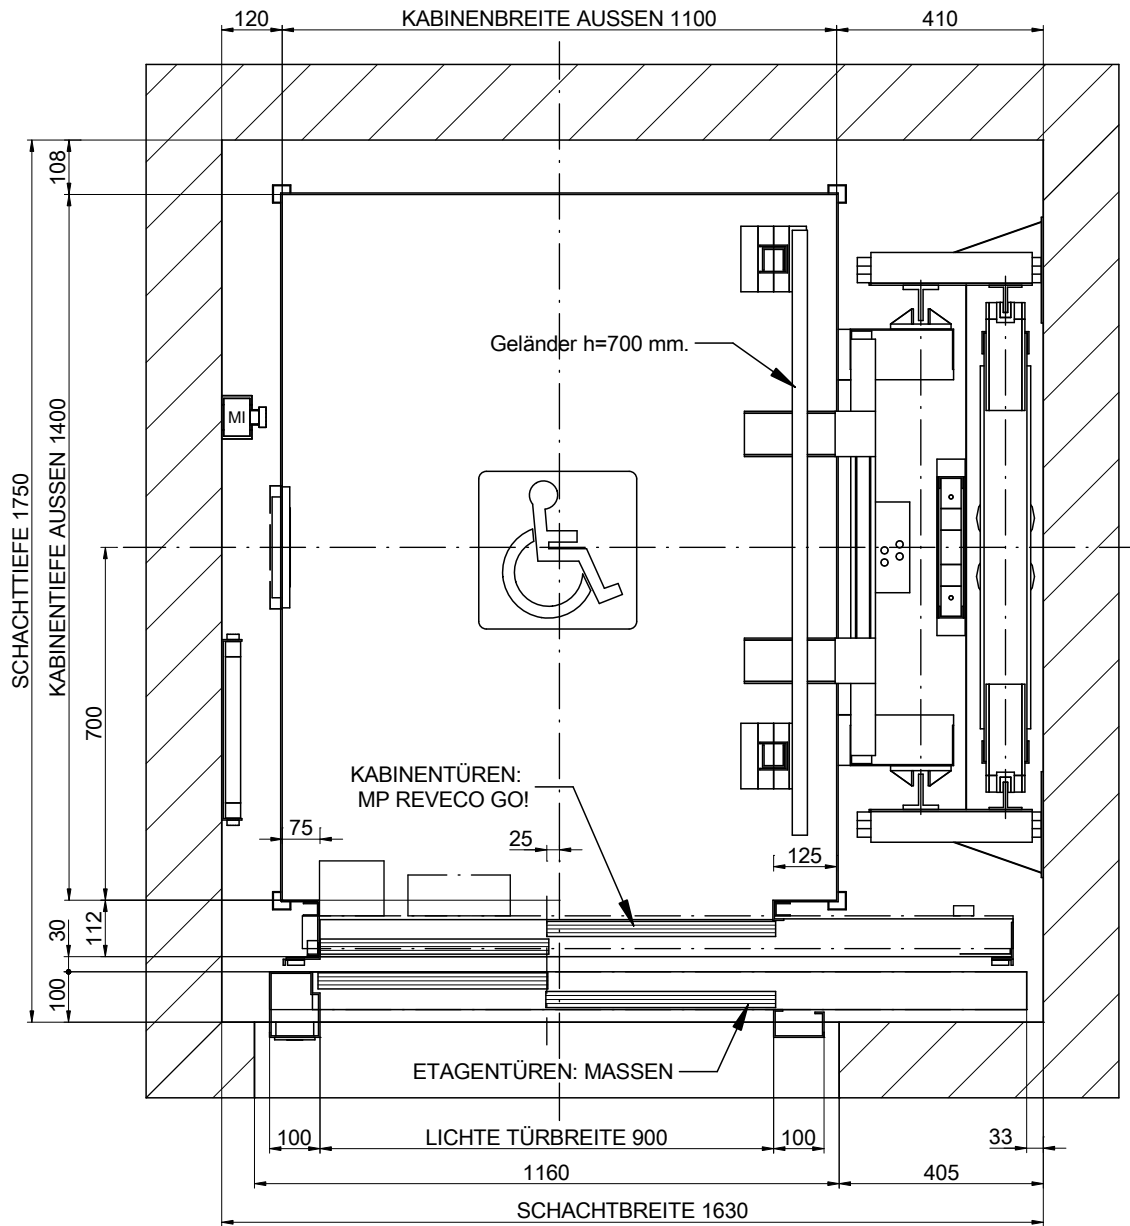 120
KABINENBREITE AUSSEN 1100
410
108
SCHACHTTIEFE 1750
KABINENTIEFE AUSSEN 1400
Geländer h=700 mm.
MI
700
KABINENTÜREN:
MP REVECO GO!
75
25
125
30
112
100
ETAGENTÜREN: MASSEN
100
LICHTE TÜRBREITE 900
100
33
1160
405
SCHACHTBREITE 1630